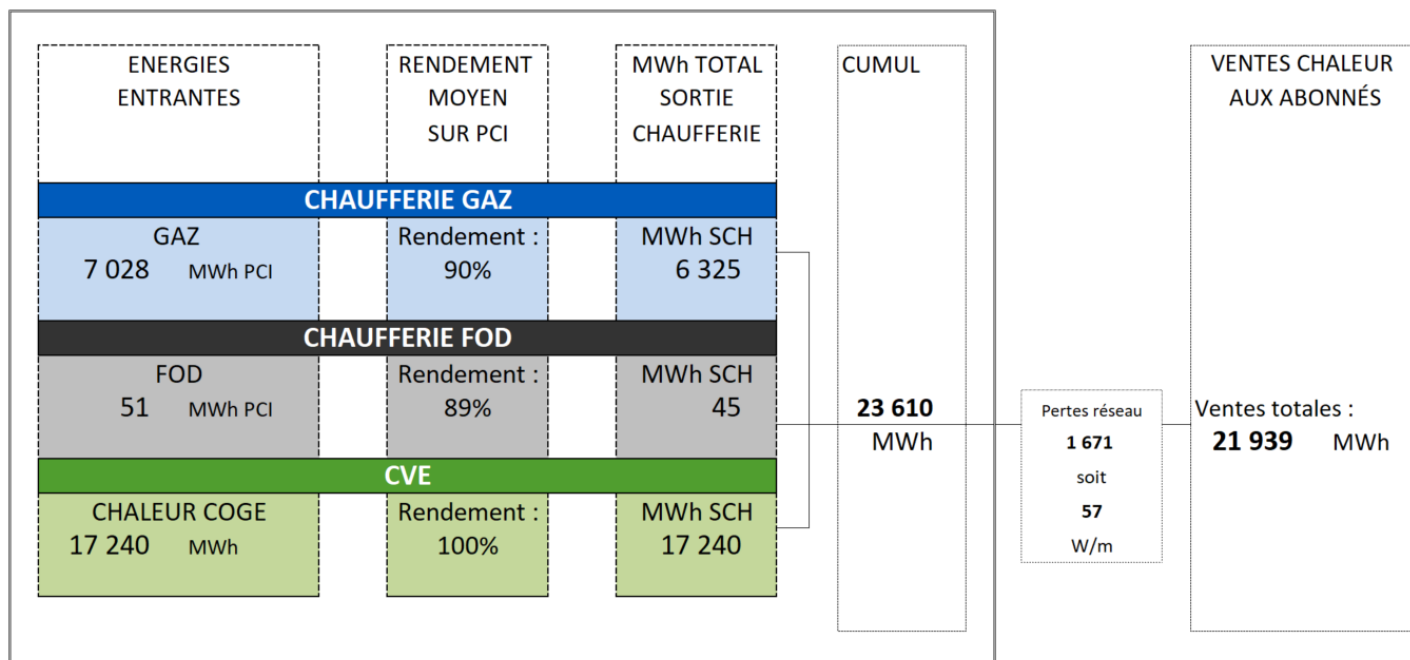 ENERGIES
ENTRANTES
RENDEMENT
MOYEN
SUR PCI
MWh TOTAL
SORTIE
CHAUFFERIE
CUMUL
VENTES CHALEUR
AUX ABONNÉS
CHAUFFERIE GAZ
GAZ
7 028 MWh PCI
Rendement :
90%
MWh SCH
6 325
CHAUFFERIE FOD
FOD
51 MWh PCI
Rendement :
89%
MWh SCH
45
23 610
MWh
Pertes réseau
1 671
soit
57
W/m
Ventes totales :
21 939 MWh
CVE
CHALEUR COGE
17 240 MWh
Rendement :
100%
MWh SCH
17 240